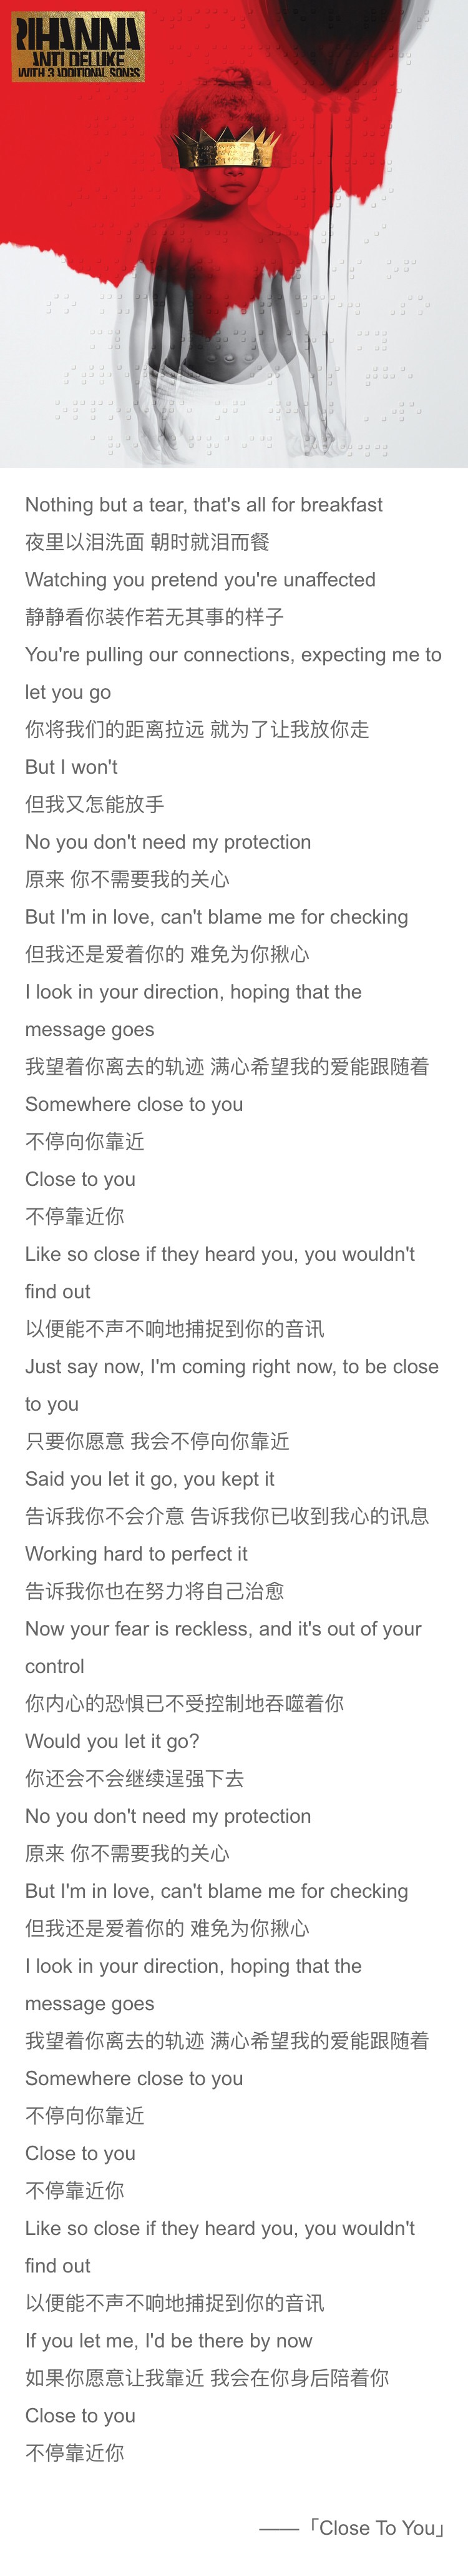 RIHANNA
ANTI DELUXE
WITH 3 ADDITIONAL SONGS
Nothing but a tear, that's all for breakfast
夜里以泪洗面 朝时就泪而餐
Watching you pretend you're unaffected
静静看你装作若无其事的样子
You're pulling our connections, expecting me to
let you go
你将我们的距离拉远 就为了让我放你走
But I won't
但我又怎能放手
No you don't need my protection
原来 你不需要我的关心
But I'm in love, can't blame me for checking
但我还是爱着你的 难免为你揪心
I look in your direction, hoping that the
message goes
我望着你离去的轨迹 满心希望我的爱能跟随着
Somewhere close to you
不停向你靠近
Close to you
不停靠近你
Like so close if they heard you, you wouldn't
find out
以便能不声不响地捕捉到你的音讯
Just say now, I'm coming right now, to be close
to you
只要你愿意 我会不停向你靠近
Said you let it go, you kept it
告诉我你不会介意 告诉我你已收到我心的讯息
Working hard to perfect it
告诉我你也在努力将自己治愈
Now your fear is reckless, and it's out of your
control
你内心的恐惧已不受控制地吞噬着你
Would you let it go?
你还会不会继续逞强下去
No you don't need my protection
原来 你不需要我的关心
But I'm in love, can't blame me for checking
但我还是爱着你的 难免为你揪心
I look in your direction, hoping that the
message goes
我望着你离去的轨迹 满心希望我的爱能跟随着
Somewhere close to you
不停向你靠近
Close to you
不停靠近你
Like so close if they heard you, you wouldn't
find out
以便能不声不响地捕捉到你的音讯
If you let me, I'd be there by now
如果你愿意让我靠近 我会在你身后陪着你
Close to you
不停靠近你
——「Close To You」